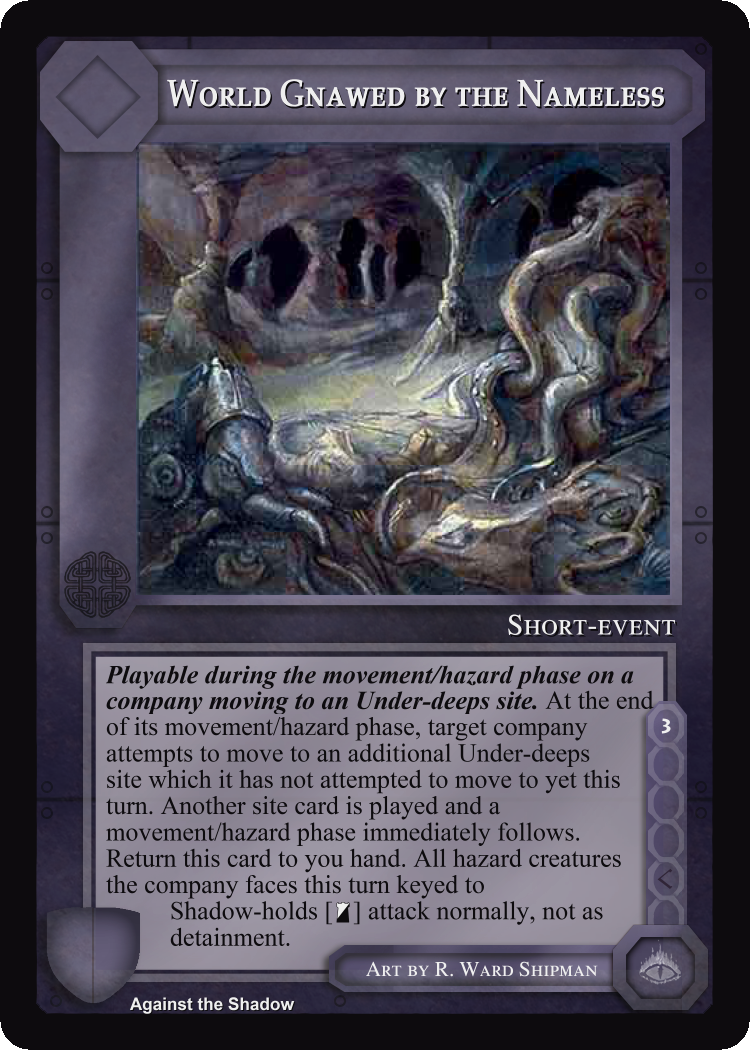 World Gnawed by the Nameless
Short-event
Playable during the movement/hazard phase on a
company moving to an Under-deeps site. At the end
of its movement/hazard phase, target company
attempts to move to an additional Under-deeps
site which it has not attempted to move to yet this
turn. Another site card is played and a
movement/hazard phase immediately follows.
Return this card to you hand. All hazard creatures
the company faces this turn keyed to
Shadow-holds [ ] attack normally, not as
detainment.
3
Art by R. Ward Shipman
Against the Shadow